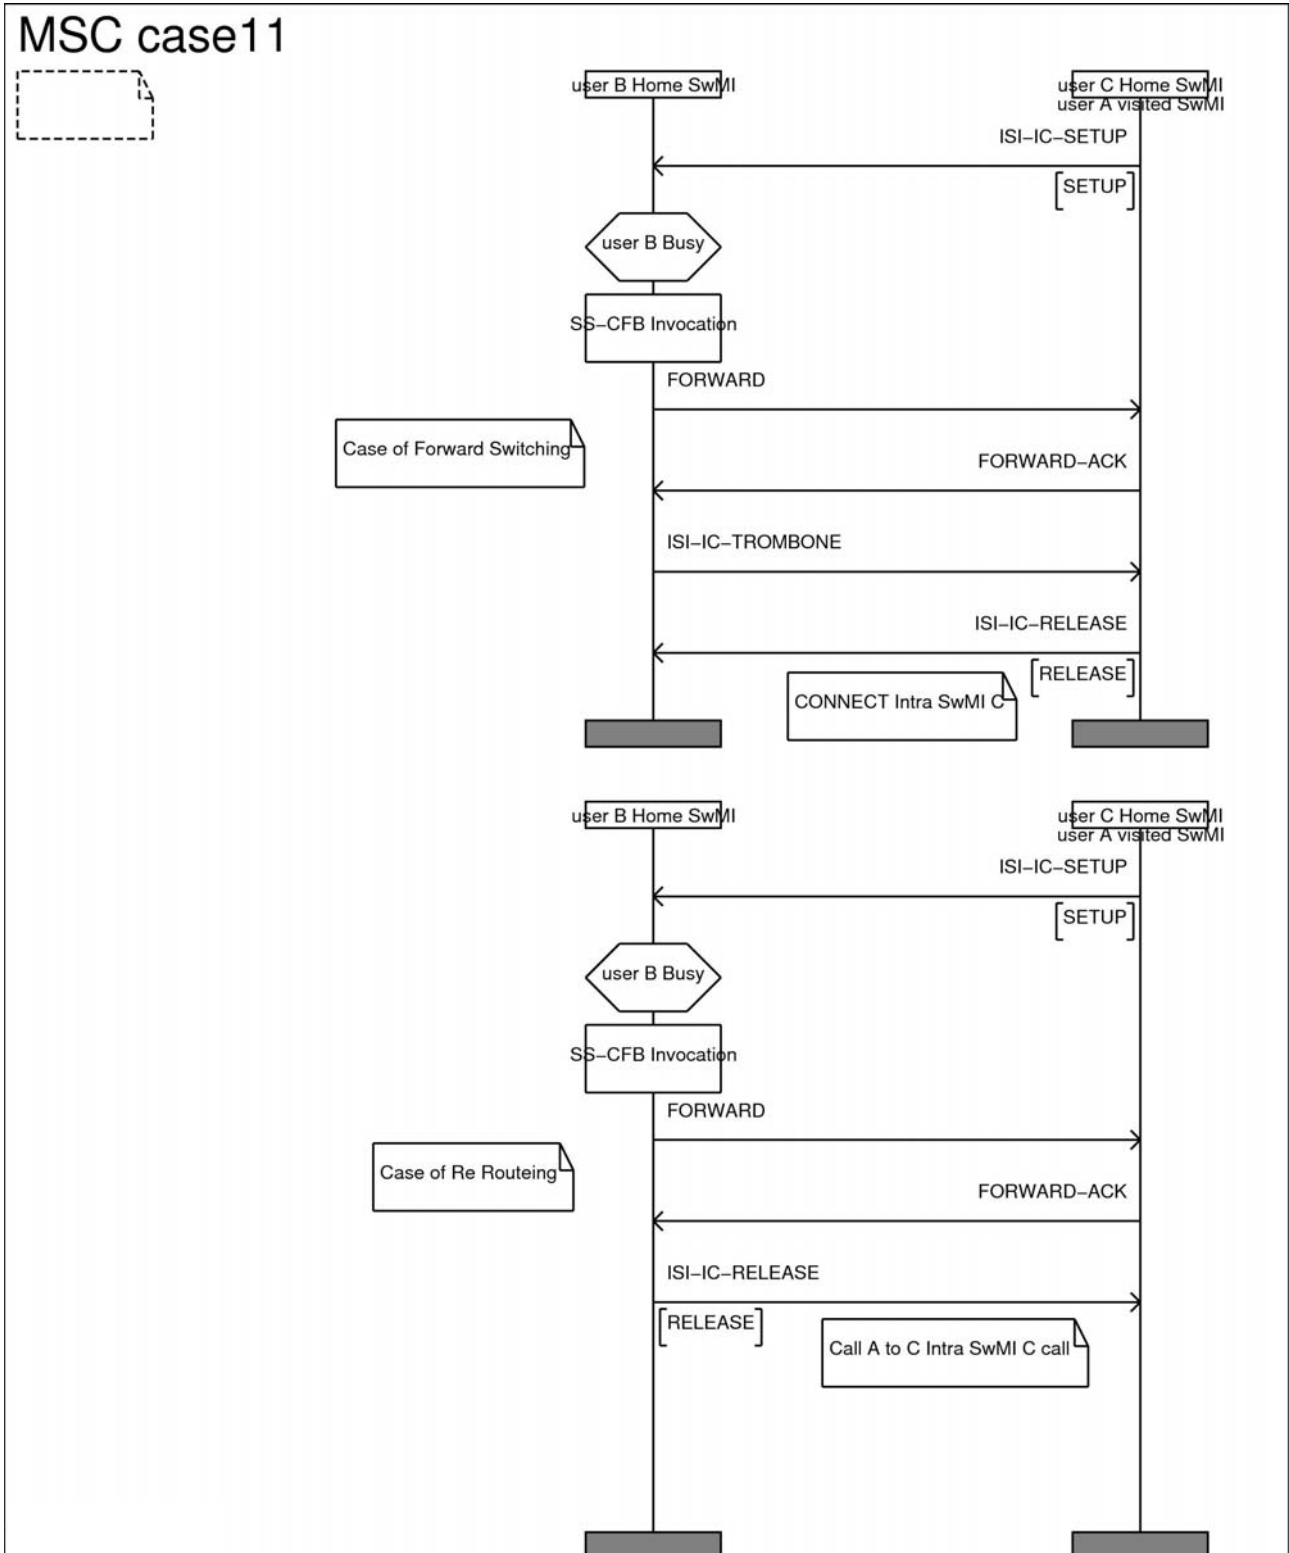 MSC case11
user B Home SwMI
user C Home SwMI
user A visited SwMI
ISI-IC-SETUP
[SETUP]
user B Busy
SS-CFB Invocation
FORWARD
Case of Forward Switching
FORWARD-ACK
ISI-IC-TROMBONE
ISI-IC-RELEASE
[RELEASE]
CONNECT Intra SwMI C
user B Home SwMI
user C Home SwMI
user A visited SwMI
ISI-IC-SETUP
[SETUP]
user B Busy
SS-CFB Invocation
FORWARD
Case of Re Routeing
FORWARD-ACK
ISI-IC-RELEASE
[RELEASE]
Call A to C Intra SwMI C call